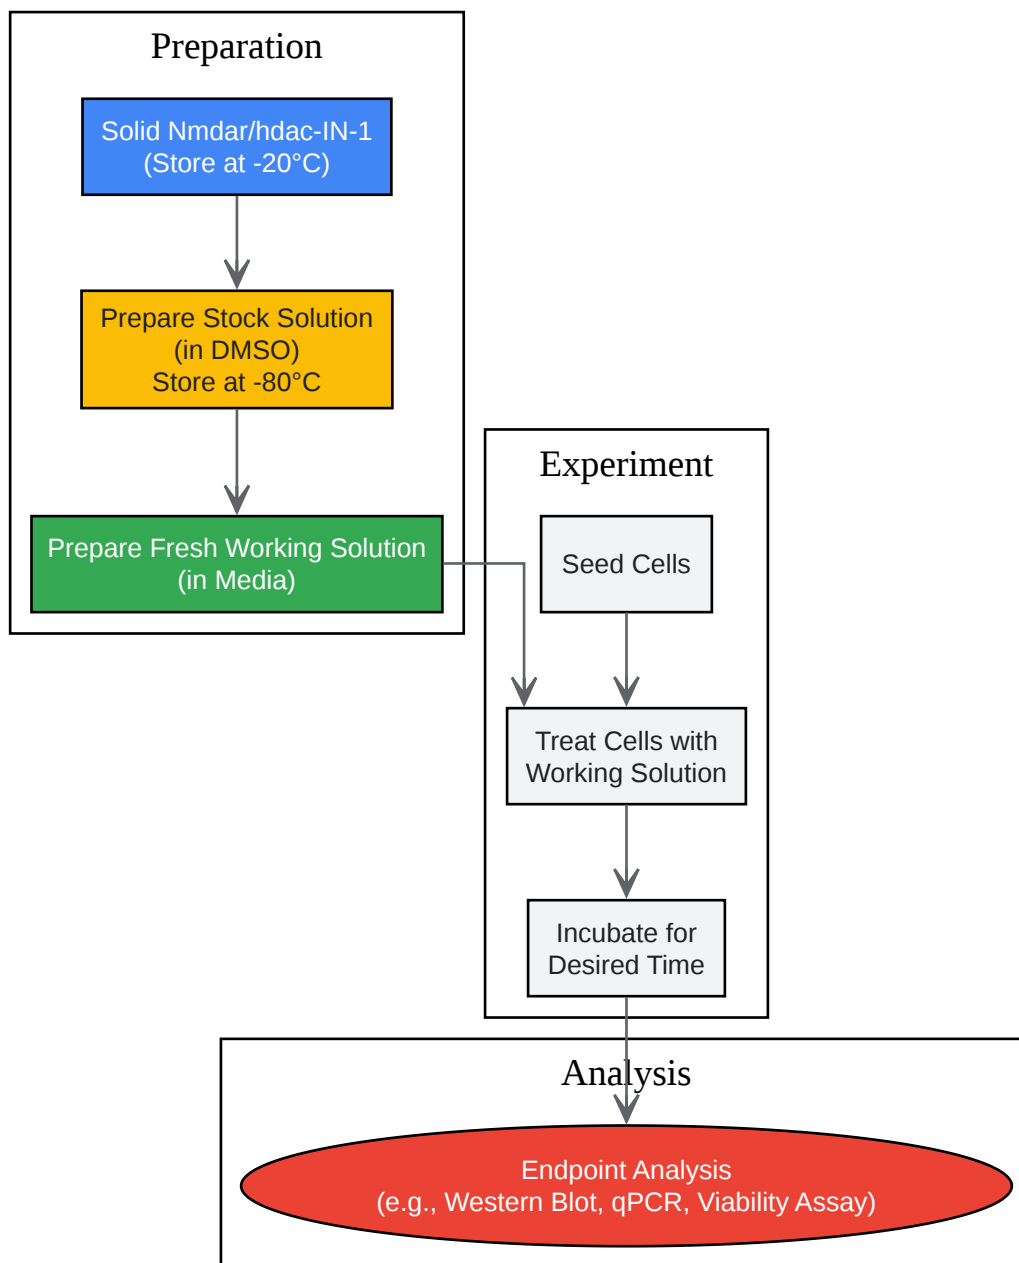 Preparation
Solid Nmdar/hdac-IN-1
(Store at -20°C)
Prepare Stock Solution
(in DMSO)
Store at -80°C
Prepare Fresh Working Solution
(in Media)
Experiment
Seed Cells
Treat Cells with
Working Solution
Incubate for
Desired Time
Analysis
Endpoint Analysis
(e.g., Western Blot, qPCR, Viability Assay)